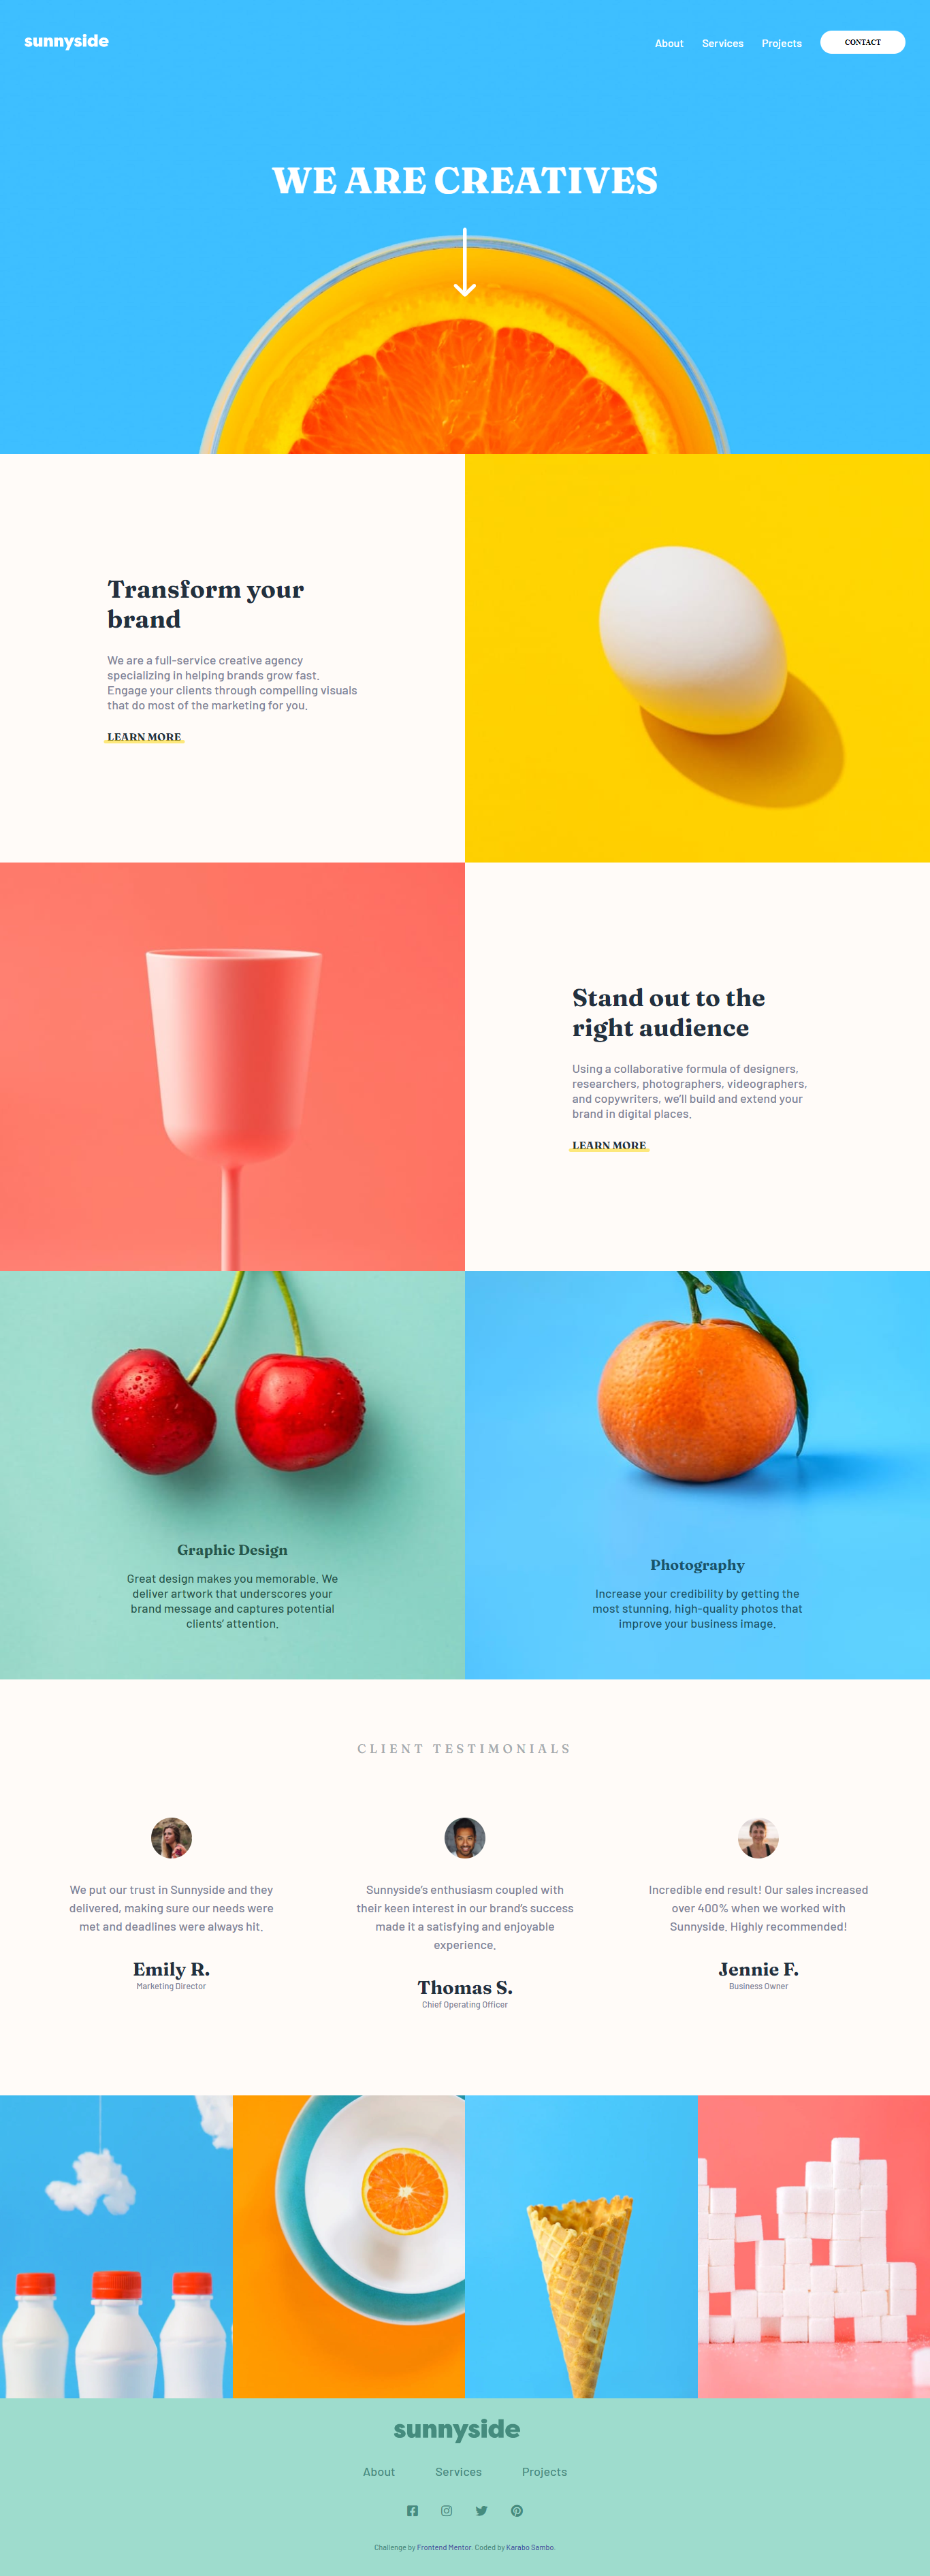 sunnyside
About Services Projects CONTACT
WE ARE CREATIVES
Transform your
brand
We are a full-service creative agency
specializing in helping brands grow fast.
Engage your clients through compelling visuals
that do most of the marketing for you.
LEARN MORE
Stand out to the
right audience
Using a collaborative formula of designers,
researchers, photographers, videographers,
and copywriters, we'll build and extend your
brand in digital places.
LEARN MORE
Graphic Design
Great design makes you memorable. We
deliver artwork that underscores your
brand message and captures potential
clients' attention.
Photography
Increase your credibility by getting the
most stunning, high-quality photos that
improve your business image.
CLIENT TESTIMONIALS
We put our trust in Sunnyside and they
delivered, making sure our needs were
met and deadlines were always hit.
Emily R.
Marketing Director
Sunnyside's enthusiasm coupled with
their keen interest in our brand's success
made it a satisfying and enjoyable
experience.
Thomas S.
Chief Operating Officer
Incredible end result! Our sales increased
over 400% when we worked with
Sunnyside. Highly recommended!
Jennie F.
Business Owner
sunnyside
About Services Projects
Challenge by Frontend Mentor. Coded by Karabo Sambo.